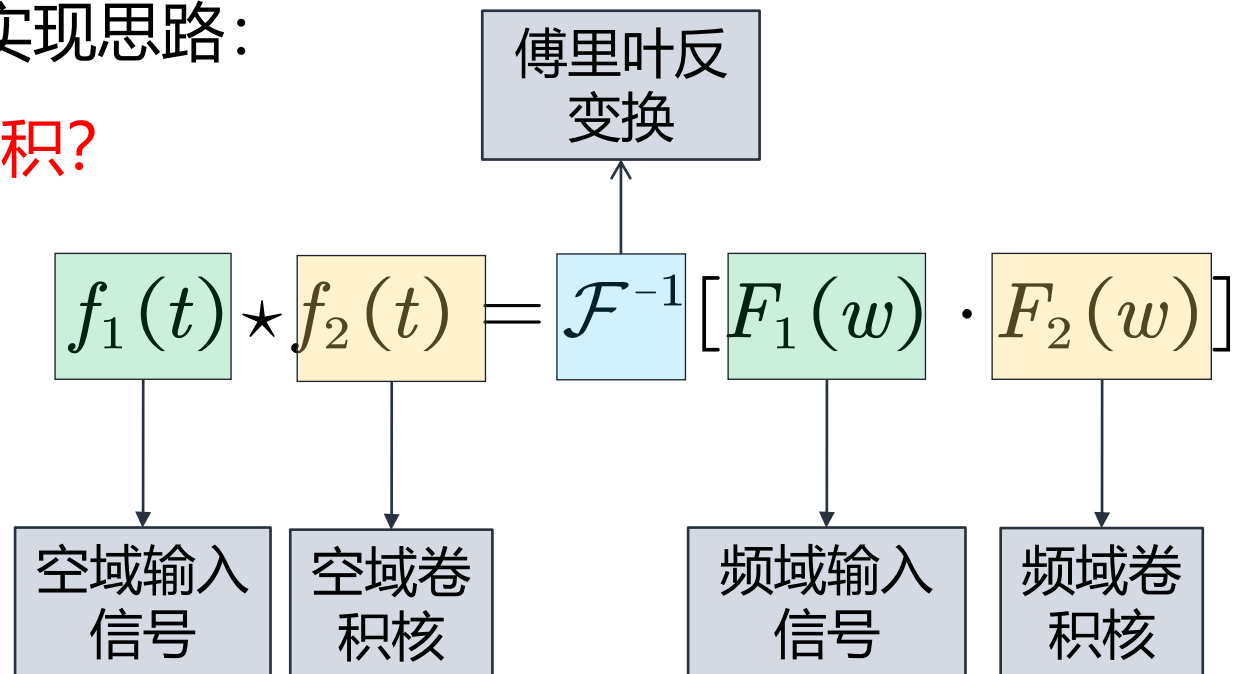 实现思路：
积？
傅里叶反
变换
f₁(t) ⋆ f₂(t) = ℱ⁻¹[F₁(w) · F₂(w)]
空域输入
信号
空域卷
积核
频域输入
信号
频域卷
积核